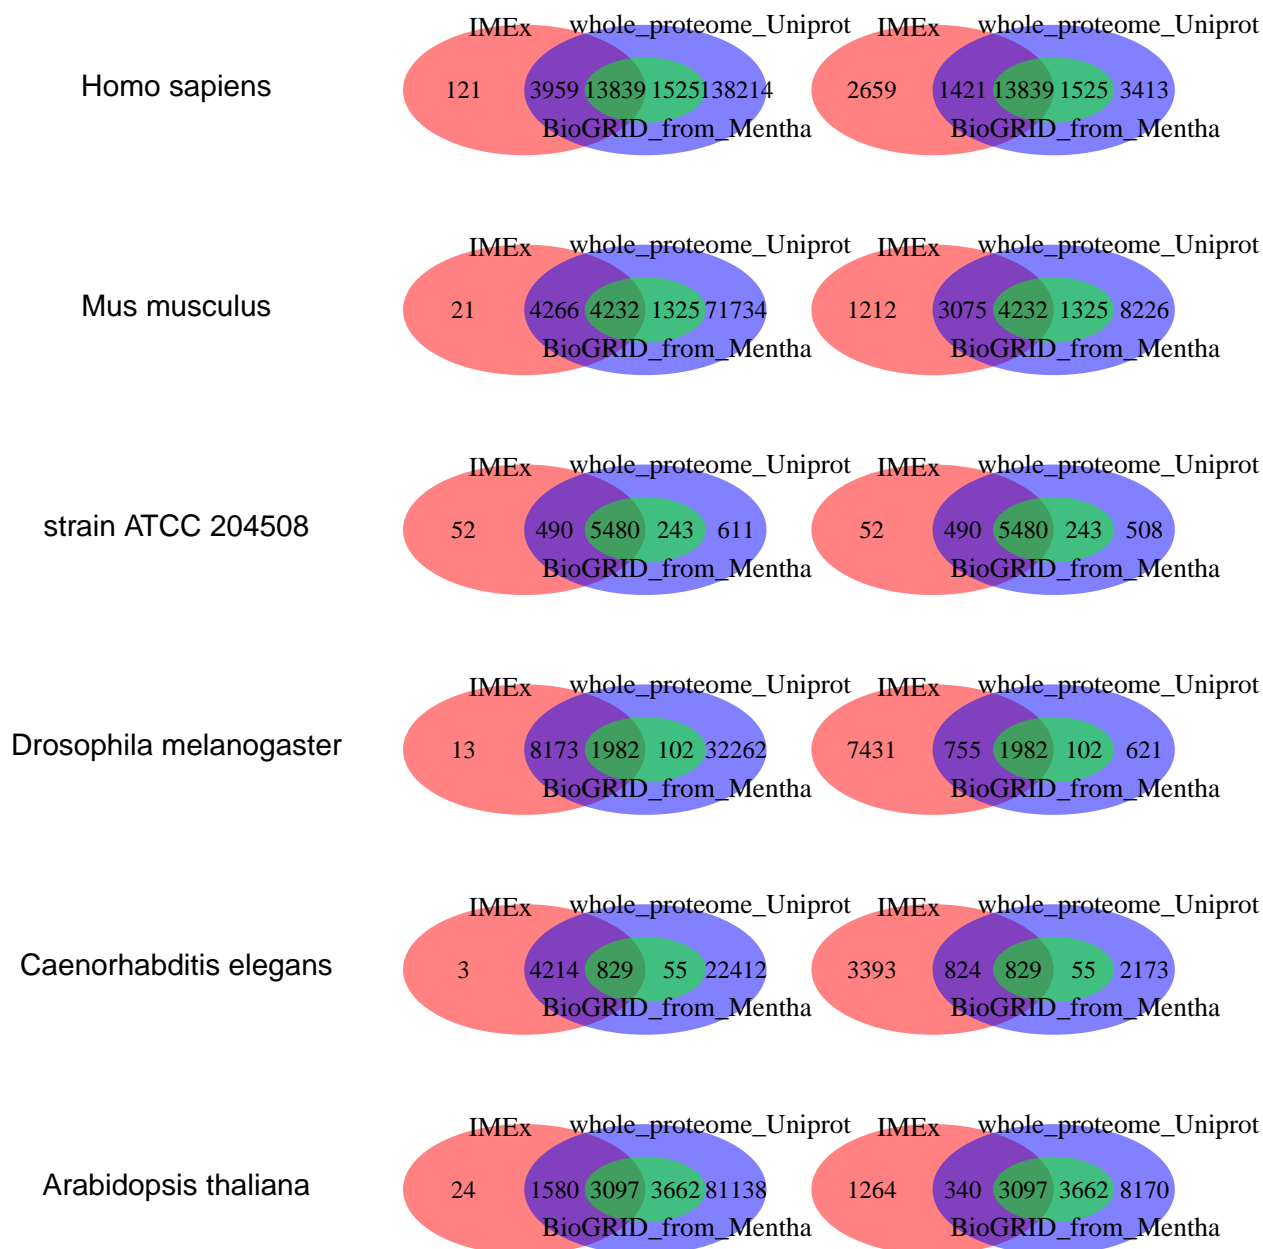 IMEx whole_proteome_Uniprot IMEx whole_proteome_Uniprot
Homo sapiens 121 3959 13839 1525 138214 2659 1421 13839 1525 3413
BioGRID_from_Mentha BioGRID_from_Mentha
IMEx whole_proteome_Uniprot IMEx whole_proteome_Uniprot
Mus musculus 21 4266 4232 1325 71734 1212 3075 4232 1325 8226
BioGRID_from_Mentha BioGRID_from_Mentha
IMEx whole_proteome_Uniprot IMEx whole_proteome_Uniprot
strain ATCC 204508 52 490 5480 243 611 52 490 5480 243 508
BioGRID_from_Mentha BioGRID_from_Mentha
IMEx whole_proteome_Uniprot IMEx whole_proteome_Uniprot
Drosophila melanogaster 13 8173 1982 102 32262 7431 755 1982 102 621
BioGRID_from_Mentha BioGRID_from_Mentha
IMEx whole_proteome_Uniprot IMEx whole_proteome_Uniprot
Caenorhabditis elegans 3 4214 829 55 22412 3393 824 829 55 2173
BioGRID_from_Mentha BioGRID_from_Mentha
IMEx whole_proteome_Uniprot IMEx whole_proteome_Uniprot
Arabidopsis thaliana 24 1580 3097 3662 81138 1264 340 3097 3662 8170
BioGRID_from_Mentha BioGRID_from_Mentha